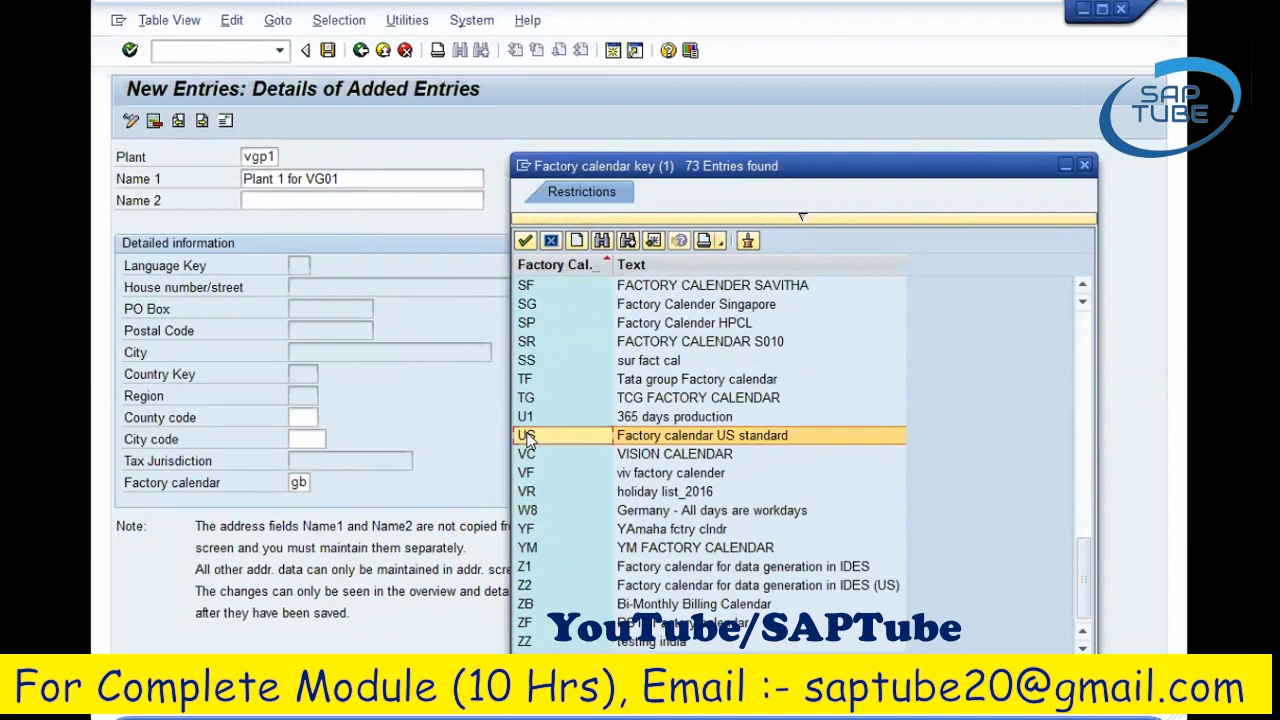 Table View Edit Goto Selection Utilities System Help
New Entries: Details of Added Entries
SAP
TUBE
Plant vgp1
Name 1 Plant 1 for VG01
Name 2
Detailed information
Language Key
House number/street
PO Box
Postal Code
City
Country Key
Region
County code
City code
Tax Jurisdiction
Factory calendar gb
Note: The address fields Name1 and Name2 are not copied
screen and you must maintain them separately.
All other addr. data can only be maintained in addr.
The changes can only be seen in the overview and
after they have been saved.
Factory calendar key (1) 73 Entries found
Restrictions
Factory Cal... Text
SF FACTORY CALENDER SAVITHA
SG Factory Calender Singapore
SP Factory Calender HPCL
SR FACTORY CALENDAR S010
SS sur fact cal
TF Tata group Factory calendar
TG TCG FACTORY CALENDAR
U1 365 days production
US Factory calendar US standard
VC VISION CALENDAR
VF viv factory calender
VR holiday list_2016
W8 Germany - All days are workdays
YF YAmaha fctry clndr
YM YM FACTORY CALENDAR
Z1 Factory calendar for data generation in IDES
Z2 Factory calendar for data generation in IDES (US)
ZB Bi-Monthly Billing Calendar
ZF
ZZ testing india
YouTube/SAPTube
For Complete Module (10 Hrs), Email :- saptube20@gmail.com